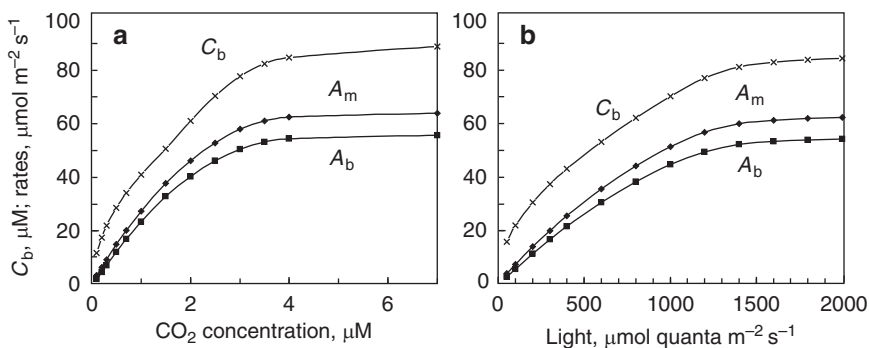 C_b, μM; rates, μmol m⁻² s⁻¹
100
80
60
40
20
0
a
C_b
A_m
A_b
0 2 4 6
CO₂ concentration, μM
100
80
60
40
20
0
b
C_b
A_m
A_b
0 500 1000 1500 2000
Light, μmol quanta m⁻² s⁻¹